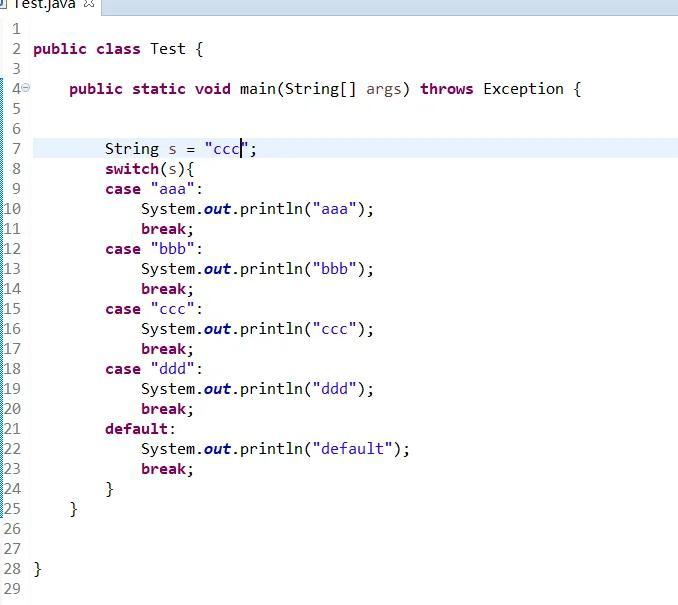 Test.java
1
2 public class Test {
3
4 public static void main(String[] args) throws Exception {
5
6
7 String s = "ccc";
8 switch(s){
9 case "aaa":
10 System.out.println("aaa");
11 break;
12 case "bbb":
13 System.out.println("bbb");
14 break;
15 case "ccc":
16 System.out.println("ccc");
17 break;
18 case "ddd":
19 System.out.println("ddd");
20 break;
21 default:
22 System.out.println("default");
23 break;
24 }
25 }
26
27
28 }
29